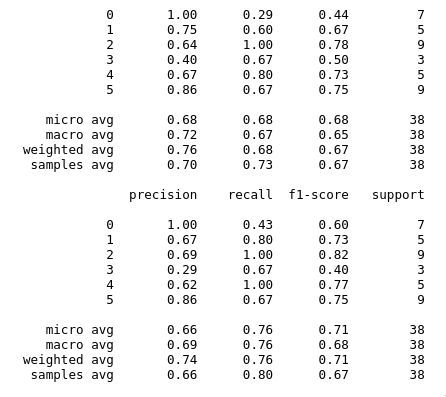 0 1.00 0.29 0.44 7
1 0.75 0.60 0.67 5
2 0.64 1.00 0.78 9
3 0.40 0.67 0.50 3
4 0.67 0.80 0.73 5
5 0.86 0.67 0.75 9
micro avg 0.68 0.68 0.68 38
macro avg 0.72 0.67 0.65 38
weighted avg 0.76 0.68 0.67 38
samples avg 0.70 0.73 0.67 38
precision recall f1-score support
0 1.00 0.43 0.60 7
1 0.67 0.80 0.73 5
2 0.69 1.00 0.82 9
3 0.29 0.67 0.40 3
4 0.62 1.00 0.77 5
5 0.86 0.67 0.75 9
micro avg 0.66 0.76 0.71 38
macro avg 0.69 0.76 0.68 38
weighted avg 0.74 0.76 0.71 38
samples avg 0.66 0.80 0.67 38